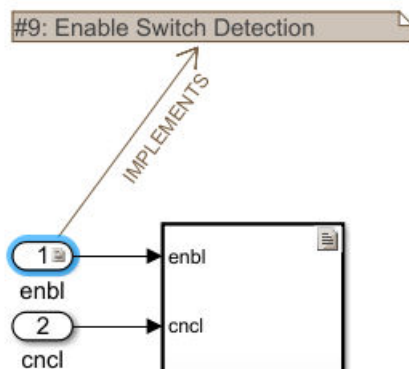 #9: Enable Switch Detection
IMPLEMENTS
1
enbl
enbl
2
cncl
cncl